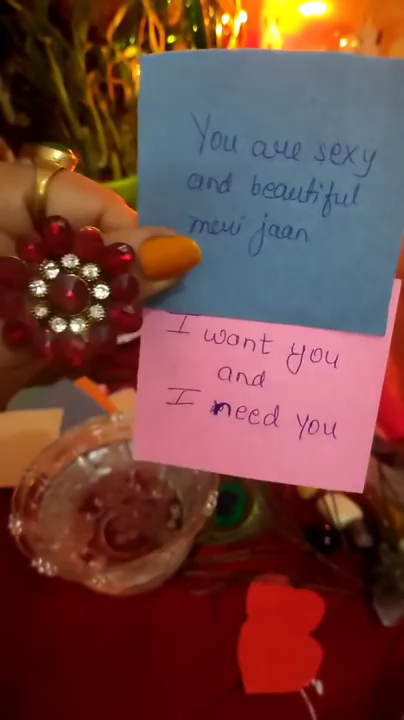 You are sexy
and beautiful
meri jaan
I want you
and
I need you